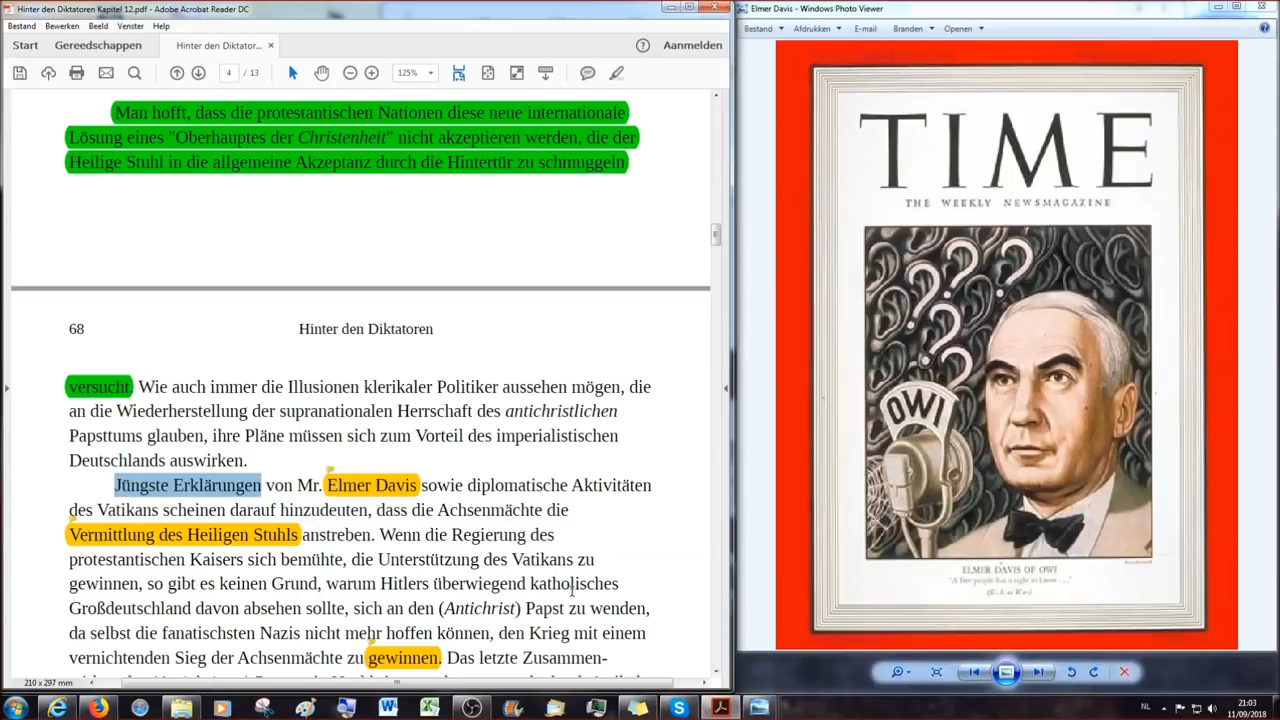 Hinter den Diktatoren Kapitel 12.pdf - Adobe Acrobat Reader DC
Bestand Bewerken Beeld Venster Help
Start Gereedschappen Hinter den Diktator... × Aanmelden
4 / 13 125%
Man hofft, dass die protestantischen Nationen diese neue internationale
Lösung eines "Oberhauptes der Christenheit" nicht akzeptieren werden, die der
Heilige Stuhl in die allgemeine Akzeptanz durch die Hintertür zu schmuggeln
68 Hinter den Diktatoren
versucht. Wie auch immer die Illusionen klerikaler Politiker aussehen mögen, die
an die Wiederherstellung der supranationalen Herrschaft des antichristlichen
Papsttums glauben, ihre Pläne müssen sich zum Vorteil des imperialistischen
Deutschlands auswirken.
Jüngste Erklärungen von Mr. Elmer Davis sowie diplomatische Aktivitäten
des Vatikans scheinen darauf hinzudeuten, dass die Achsenmächte die
Vermittlung des Heiligen Stuhls anstreben. Wenn die Regierung des
protestantischen Kaisers sich bemühte, die Unterstützung des Vatikans zu
gewinnen, so gibt es keinen Grund, warum Hitlers überwiegend katholisches
Großdeutschland davon absehen sollte, sich an den (Antichrist) Papst zu wenden,
da selbst die fanatischsten Nazis nicht mehr hoffen können, den Krieg mit einem
vernichtenden Sieg der Achsenmächte zu gewinnen. Das letzte Zusammen-
210 x 297 mm
Elmer Davis - Windows Photo Viewer
Bestand Afdrukken E-mail Branden Openen
TIME
THE WEEKLY NEWSMAGAZINE
? ? ? ? ? ?
OWI
ELMER DAVIS OF OWI
"A free people has a right to know . . ."
(U.S. at War)
NL 21:03
11/09/2018